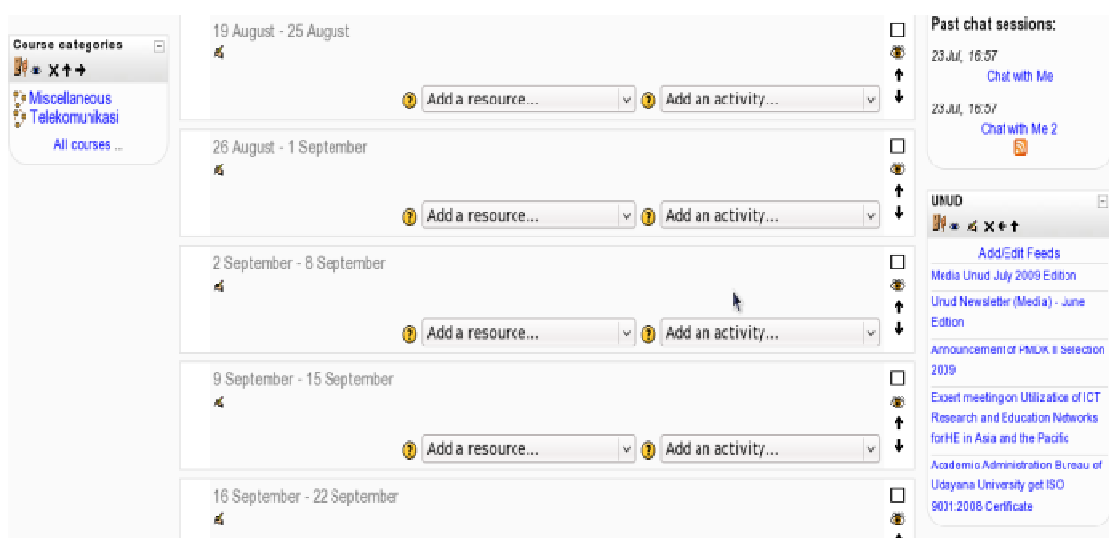 Course categories
Miscellaneous
Telekomunikasi
All courses ...
19 August - 25 August
Add a resource...
Add an activity...
26 August - 1 September
Add a resource...
Add an activity...
2 September - 8 September
Add a resource...
Add an activity...
9 September - 15 September
Add a resource...
Add an activity...
16 September - 22 September
Past chat sessions:
23 Jul, 16:57
Chat with Me
23 Jul, 16:57
Chat with Me 2
UNUD
Add/Edit Feeds
Media Unud July 2009 Edition
Unud Newsletter (Media) - June
Edition
Announcement of PMDK II Selection
2009
Expert meeting on Utilization of ICT
Research and Education Networks
for HE in Asia and the Pacific
Academic Administration Bureau of
Udayana University get ISO
9001:2008 Certificate